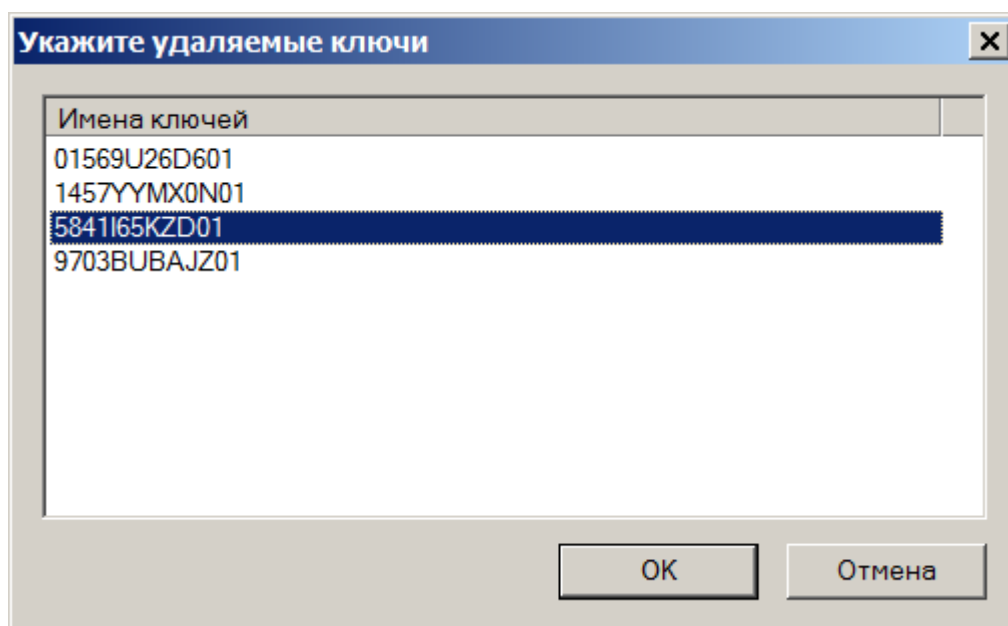 Укажите удаляемые ключи
Имена ключей
01569U26D601
1457YYMX0N01
5841I65KZD01
9703BUBAJZ01
OK
Отмена